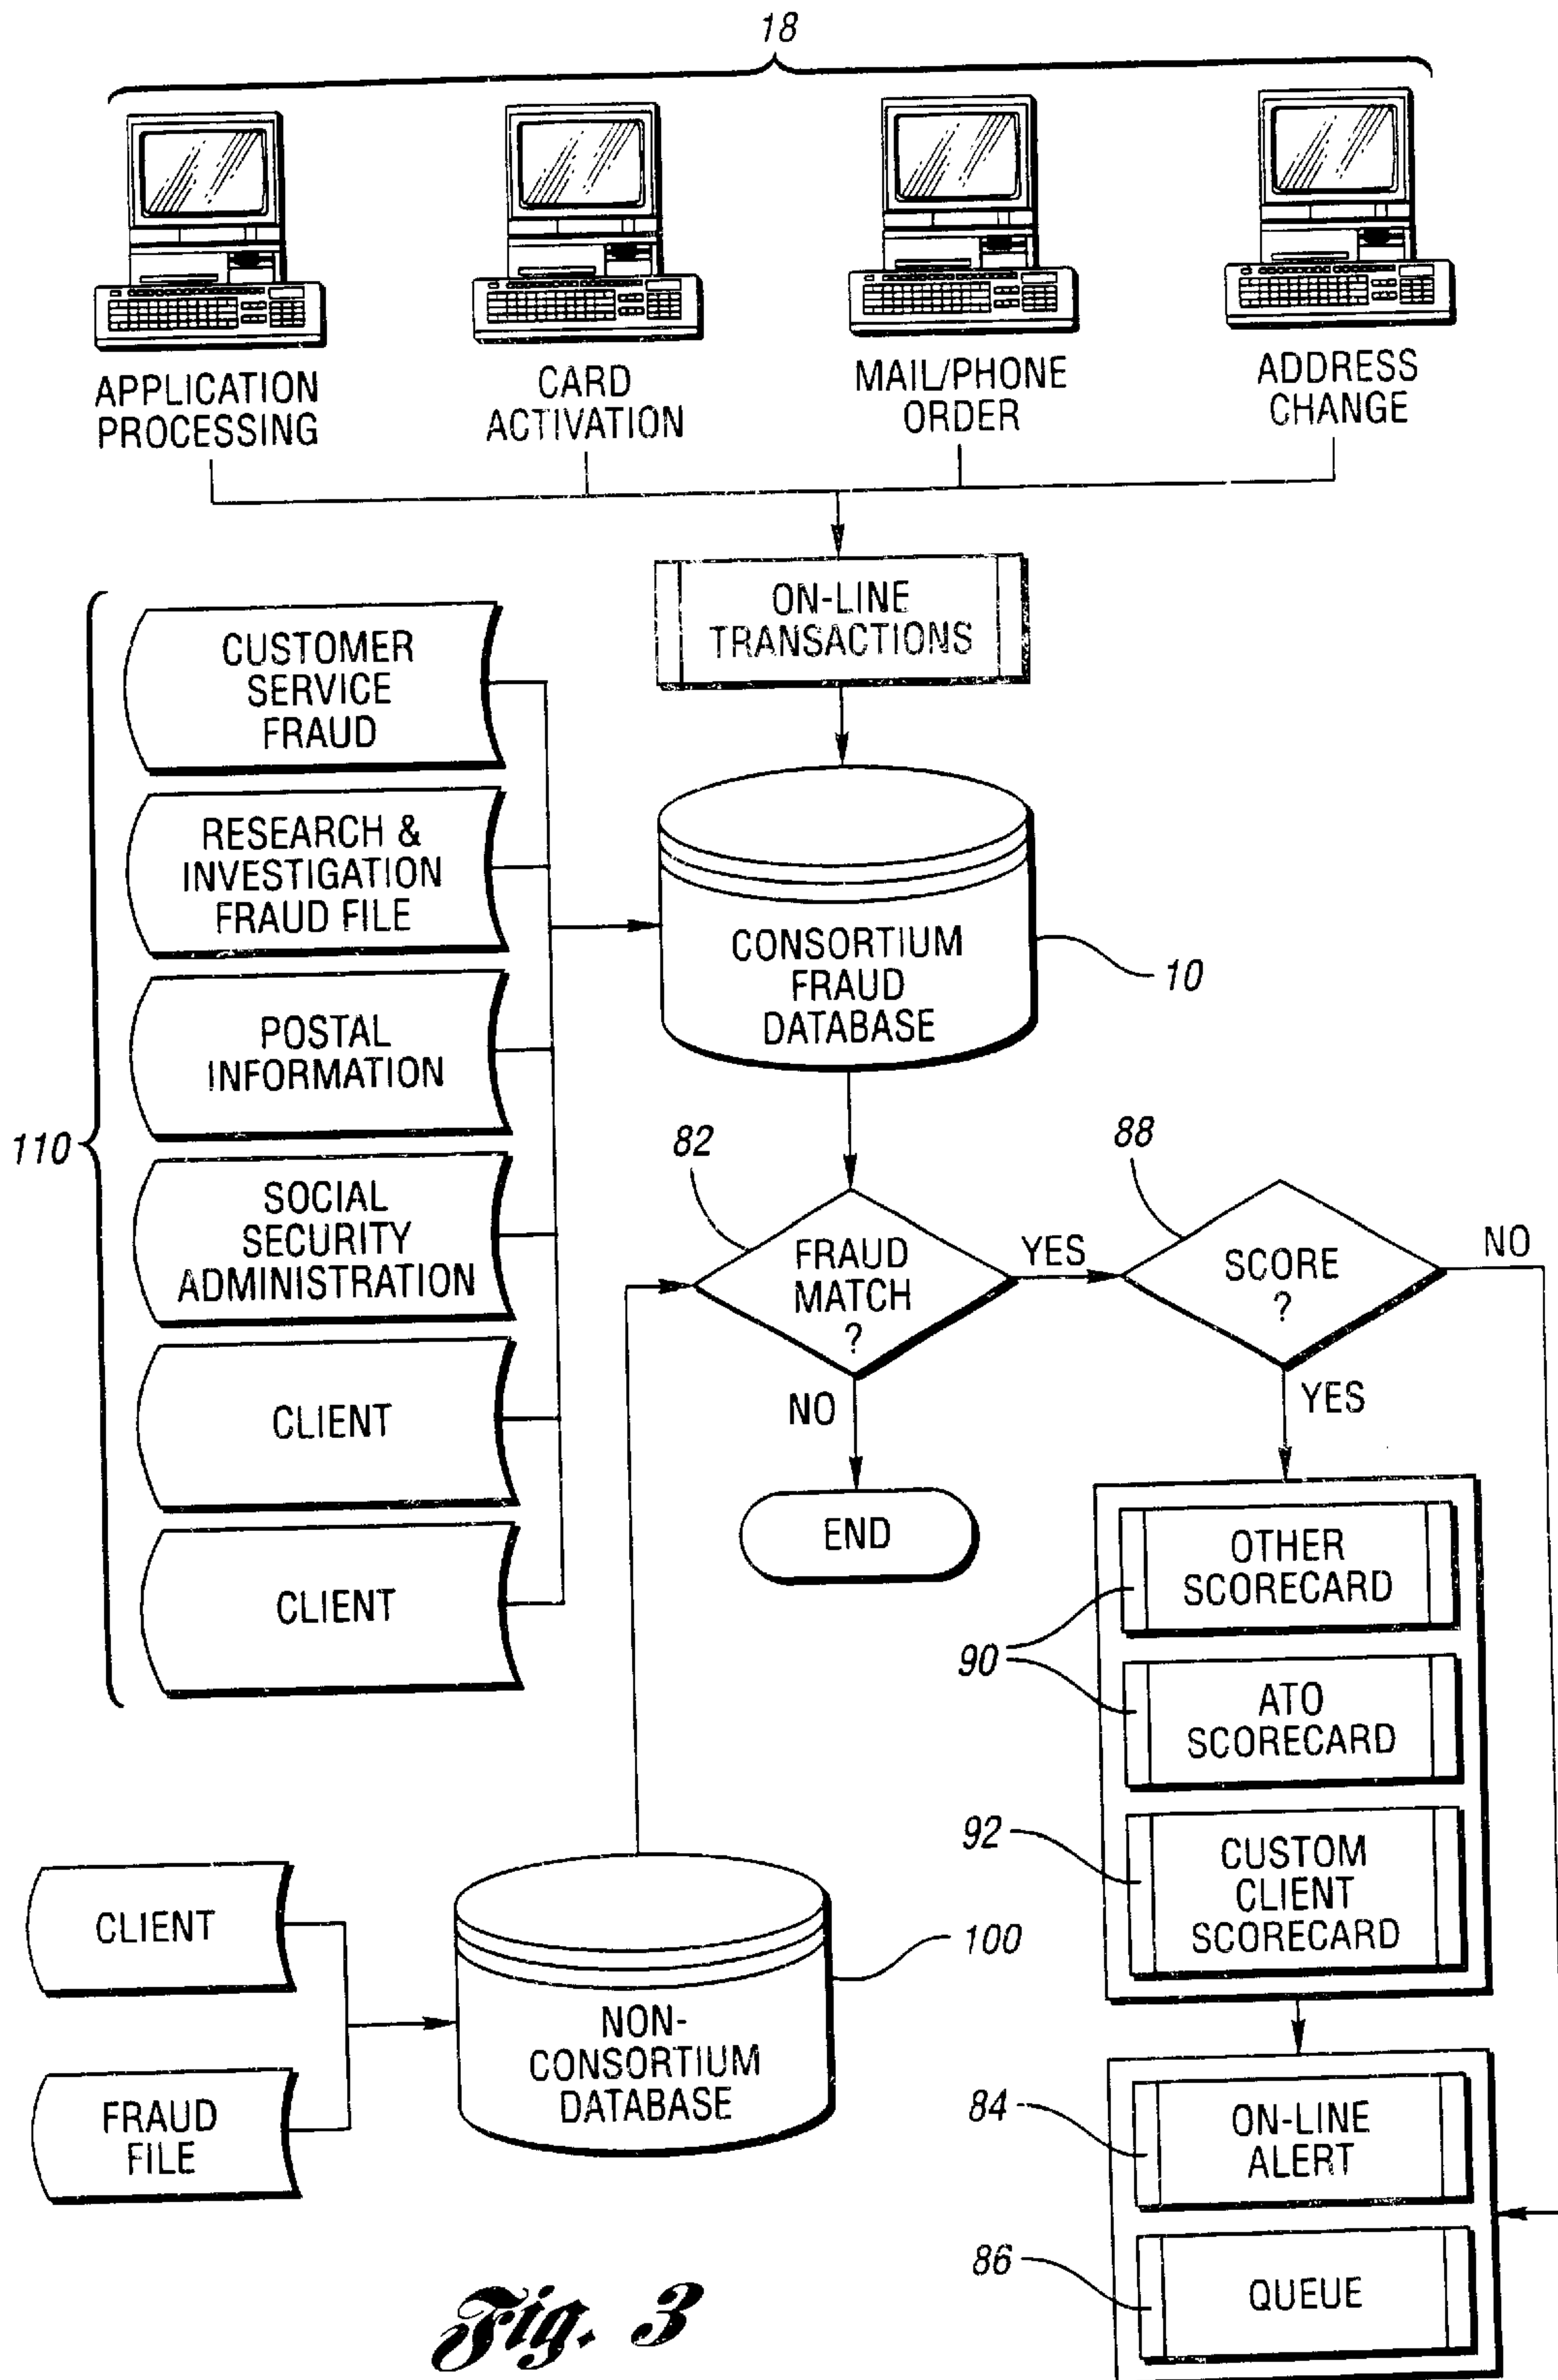 18
APPLICATION
PROCESSING
CARD
ACTIVATION
MAIL/PHONE
ORDER
ADDRESS
CHANGE
ON-LINE
TRANSACTIONS
110
CUSTOMER
SERVICE
FRAUD
RESEARCH &
INVESTIGATION
FRAUD FILE
POSTAL
INFORMATION
SOCIAL
SECURITY
ADMINISTRATION
CLIENT
CLIENT
CONSORTIUM
FRAUD
DATABASE
10
82
FRAUD
MATCH
?
YES
NO
END
88
SCORE
?
NO
YES
OTHER
SCORECARD
90
ATO
SCORECARD
92
CUSTOM
CLIENT
SCORECARD
CLIENT
FRAUD
FILE
NON-
CONSORTIUM
DATABASE
100
84
ON-LINE
ALERT
86
QUEUE
Fig. 3